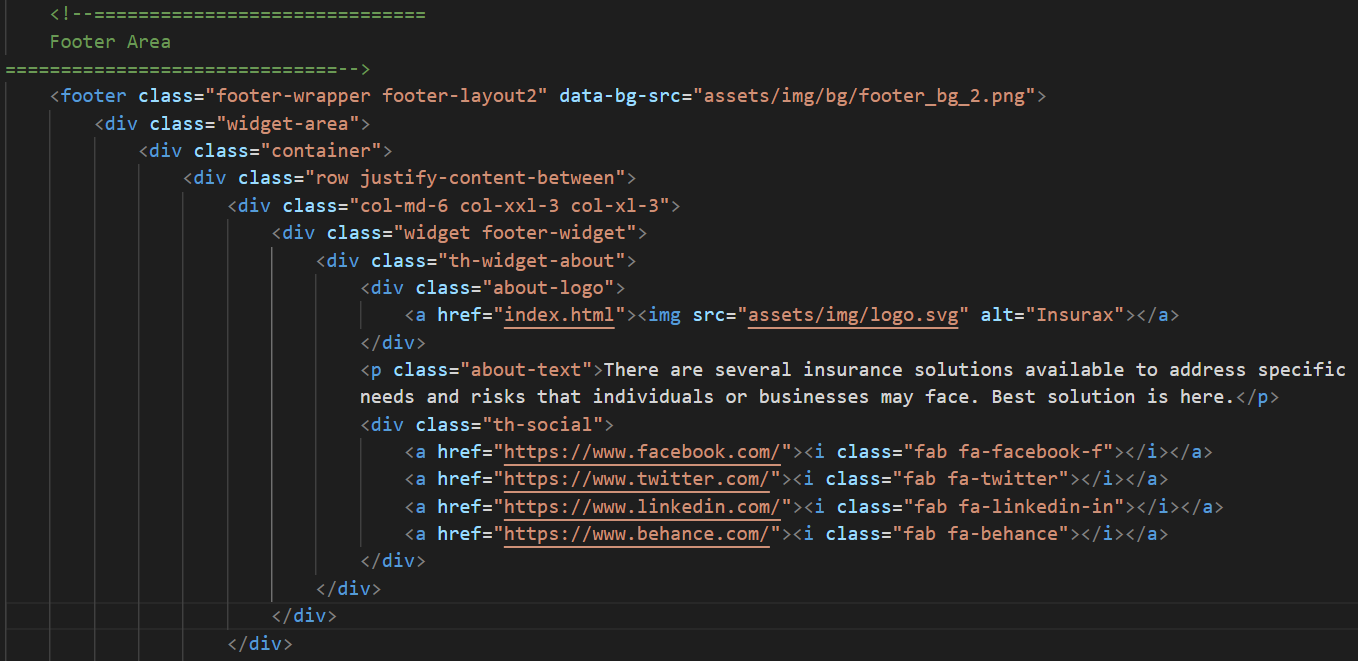 <!--==============================
Footer Area
==============================-->
<footer class="footer-wrapper footer-layout2" data-bg-src="assets/img/bg/footer_bg_2.png">
<div class="widget-area">
<div class="container">
<div class="row justify-content-between">
<div class="col-md-6 col-xxl-3 col-xl-3">
<div class="widget footer-widget">
<div class="th-widget-about">
<div class="about-logo">
<a href="index.html"><img src="assets/img/logo.svg" alt="Insurax"></a>
</div>
<p class="about-text">There are several insurance solutions available to address specific
needs and risks that individuals or businesses may face. Best solution is here.</p>
<div class="th-social">
<a href="https://www.facebook.com/"><i class="fab fa-facebook-f"></i></a>
<a href="https://www.twitter.com/"><i class="fab fa-twitter"></i></a>
<a href="https://www.linkedin.com/"><i class="fab fa-linkedin-in"></i></a>
<a href="https://www.behance.com/"><i class="fab fa-behance"></i></a>
</div>
</div>
</div>
</div>